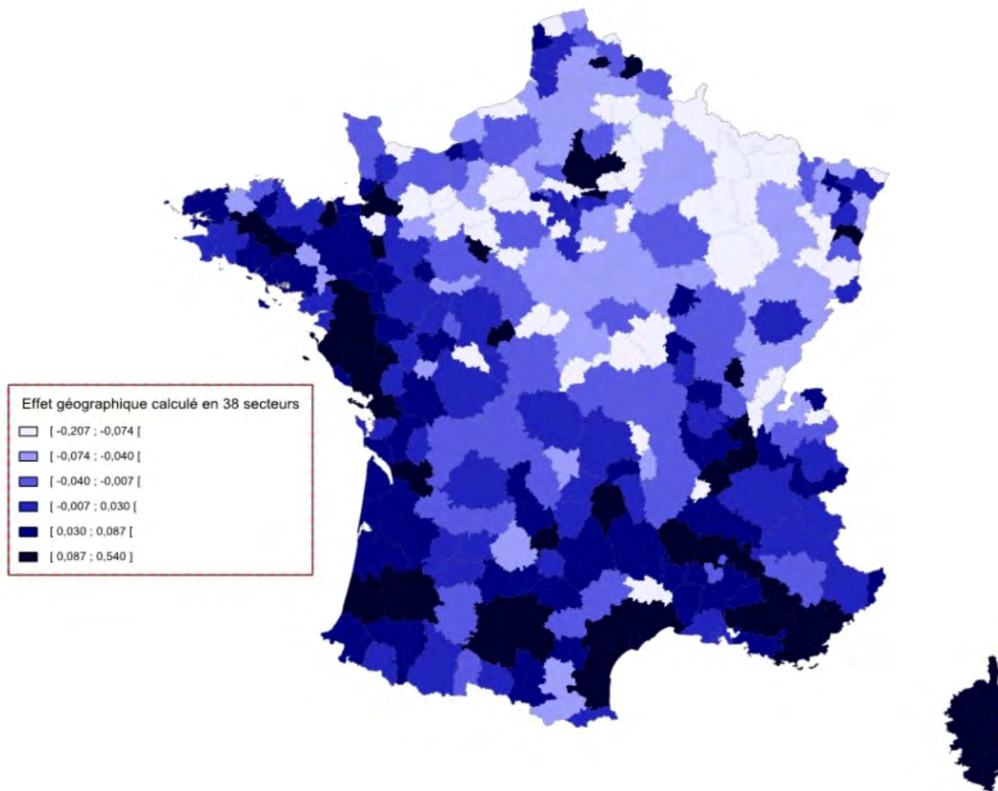 Effet géographique calculé en 38 secteurs
[ -0,207 ; -0,074 [
[ -0,074 ; -0,040 [
[ -0,040 ; -0,007 [
[ -0,007 ; 0,030 [
[ 0,030 ; 0,087 [
[ 0,087 ; 0,540 ]